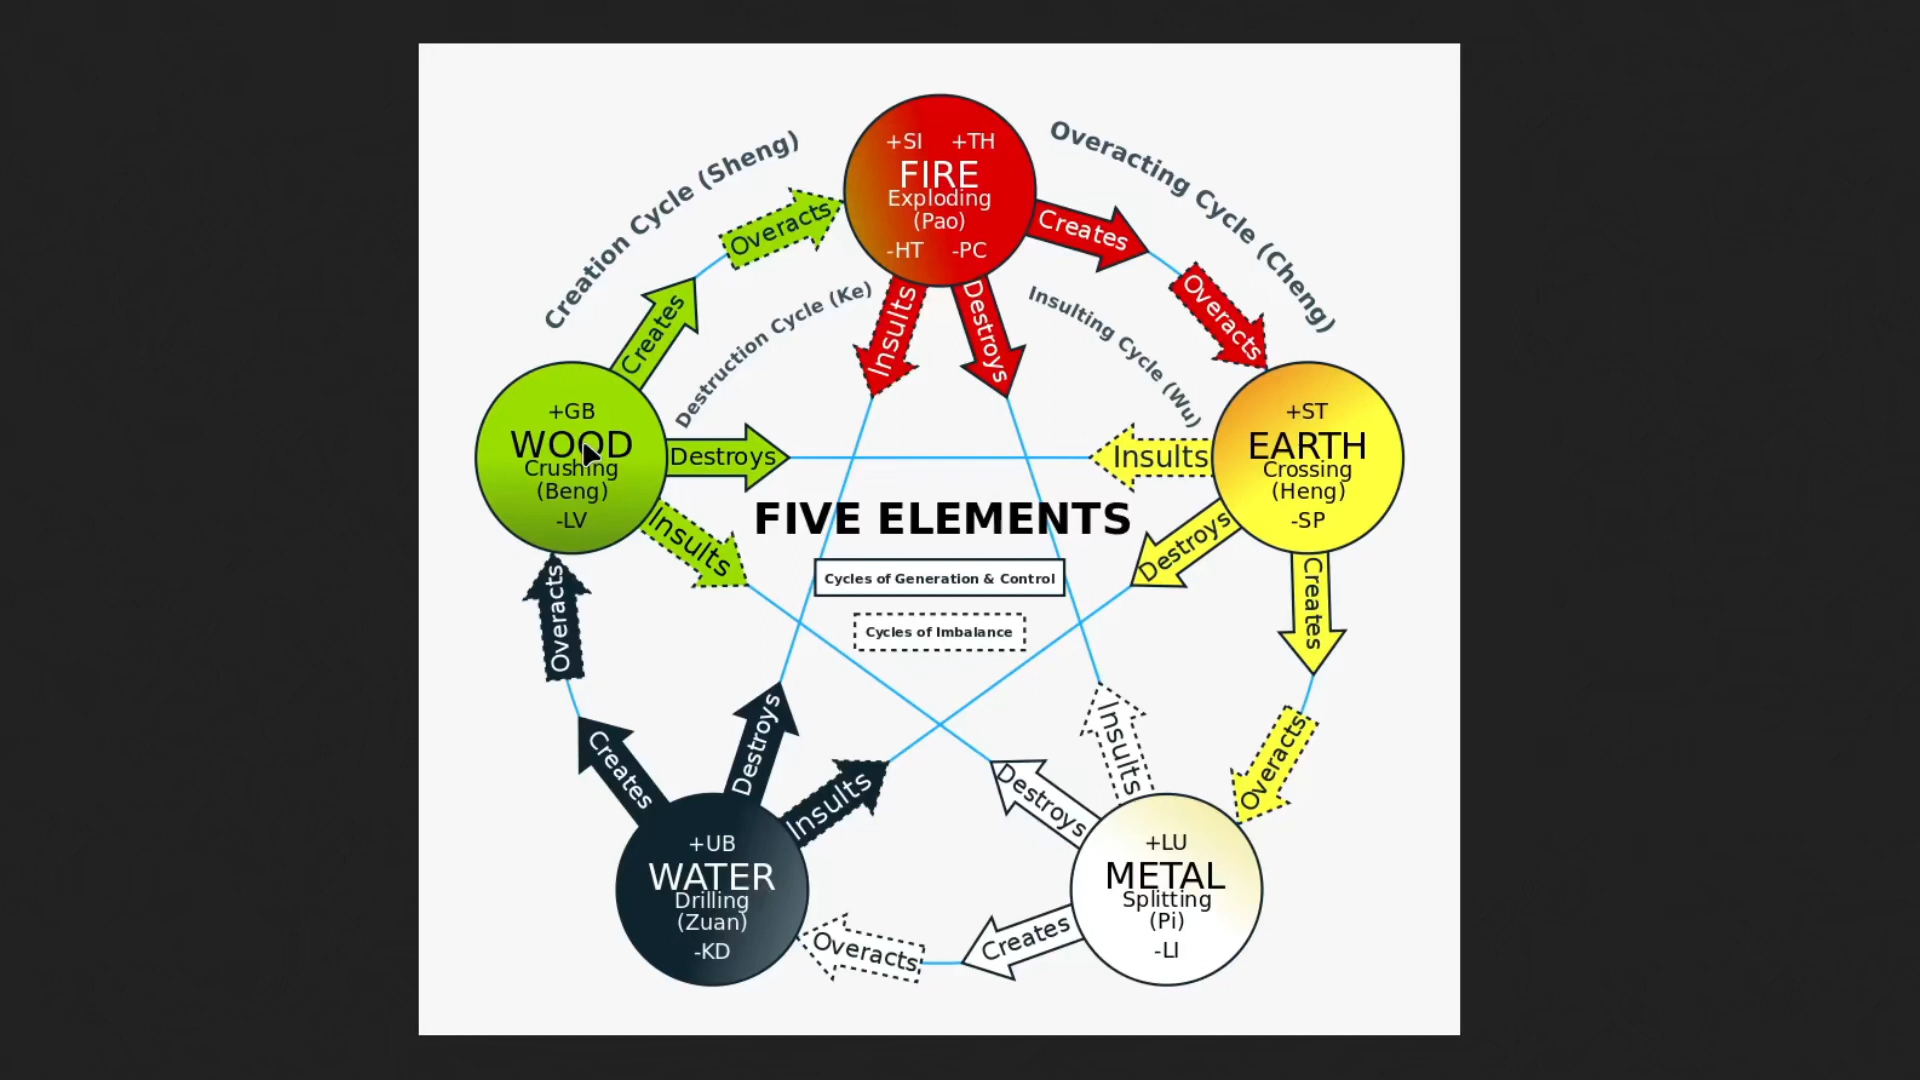 Creation Cycle (Sheng)
Overacting Cycle (Cheng)
Destruction Cycle (Ke)
Insulting Cycle (Wu)
+SI +TH
FIRE
Exploding
(Pao)
-HT -PC
Creates
Overacts
Insults
Destroys
+GB
WOOD
Crushing
(Beng)
-LV
Creates
Overacts
Destroys
Insults
+ST
EARTH
Crossing
(Heng)
-SP
Insults
Destroys
Creates
Overacts
FIVE ELEMENTS
Cycles of Generation & Control
Cycles of Imbalance
+UB
WATER
Drilling
(Zuan)
-KD
Overacts
Creates
Destroys
Insults
+LU
METAL
Splitting
(Pi)
-LI
Insults
Destroys
Creates
Overacts